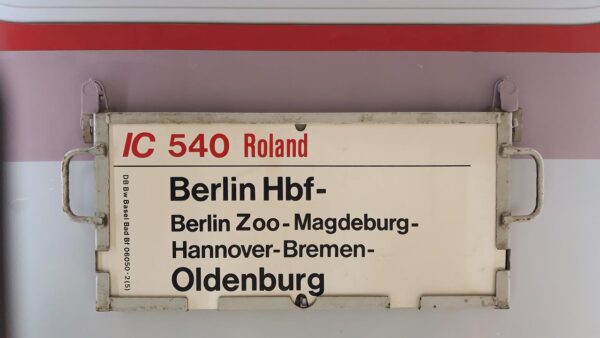 IC 540 Roland
Berlin Hbf-
Berlin Zoo-Magdeburg-
Hannover-Bremen-
Oldenburg
DB Bw Basel Bad Bf 06050-2(5)